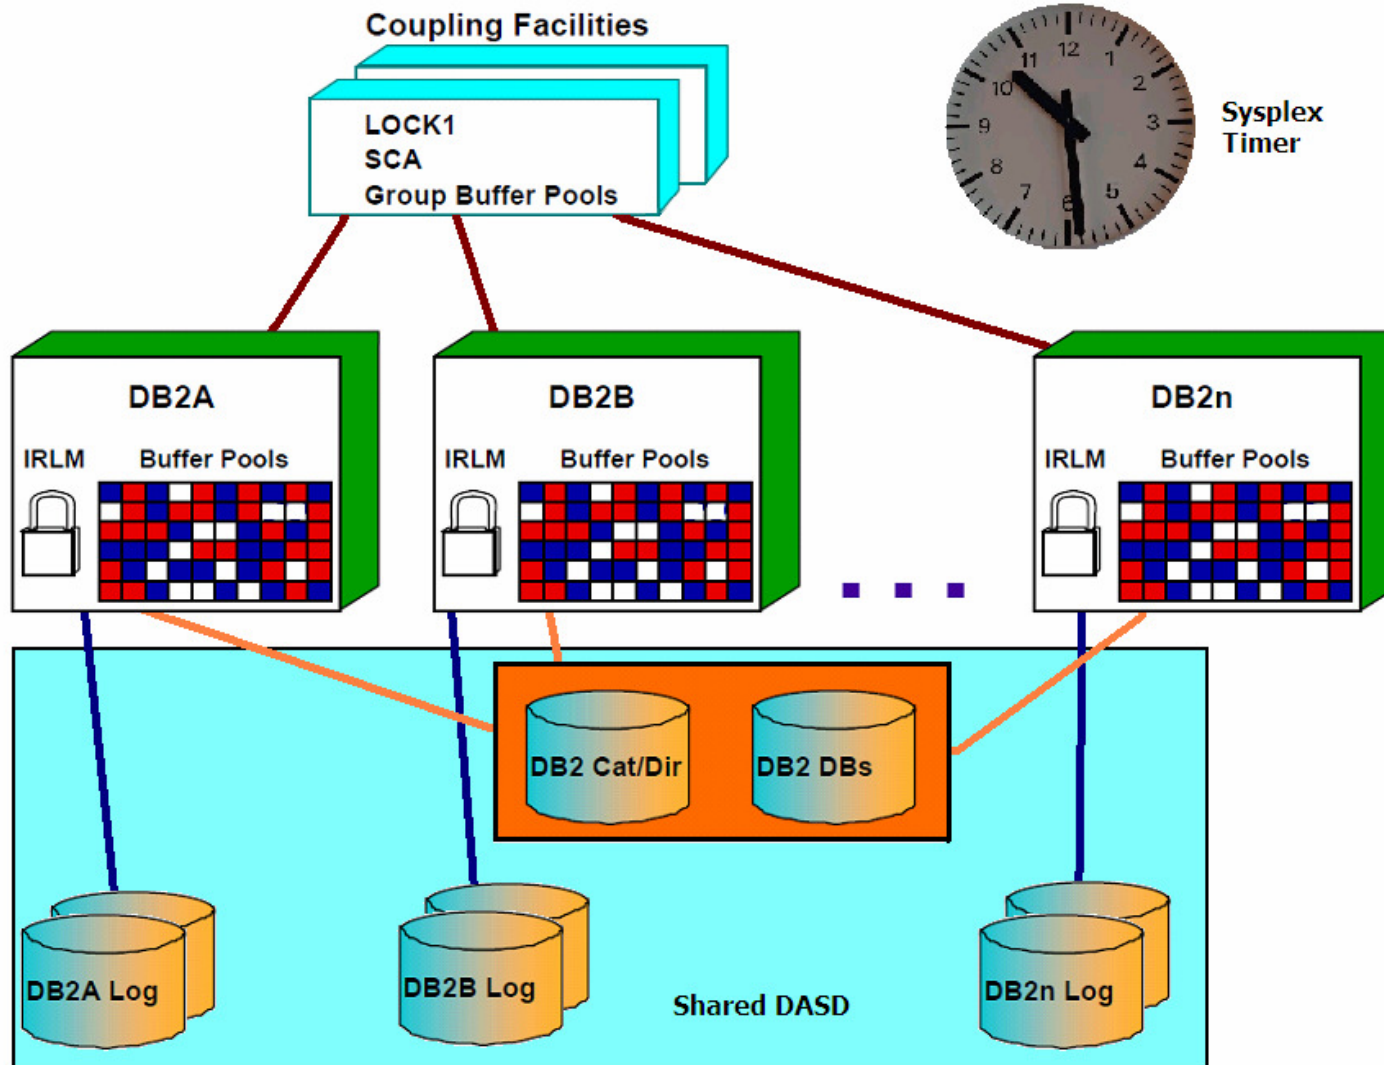 Coupling Facilities
LOCK1
SCA
Group Buffer Pools
12
1
2
3
4
5
6
7
8
9
10
11
Sysplex
Timer
DB2A
IRLM
Buffer Pools
DB2B
IRLM
Buffer Pools
DB2n
IRLM
Buffer Pools
DB2 Cat/Dir
DB2 DBs
DB2A Log
DB2B Log
DB2n Log
Shared DASD